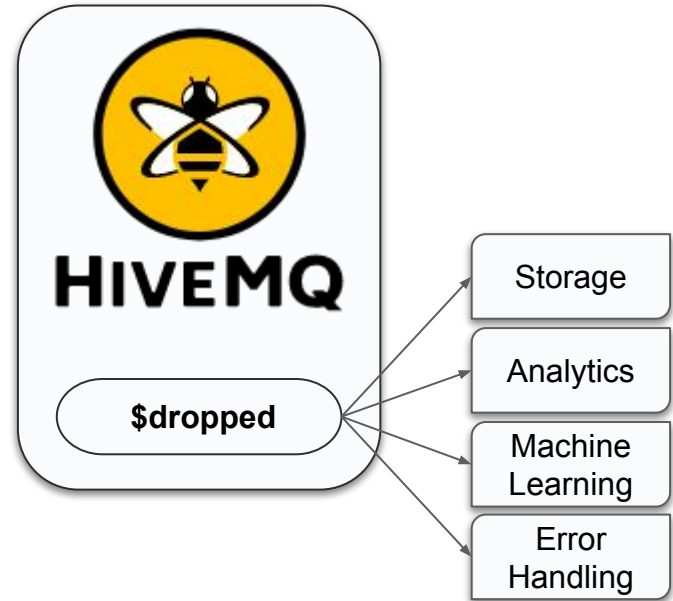 HIVEMQ
$dropped
Storage
Analytics
Machine
Learning
Error
Handling